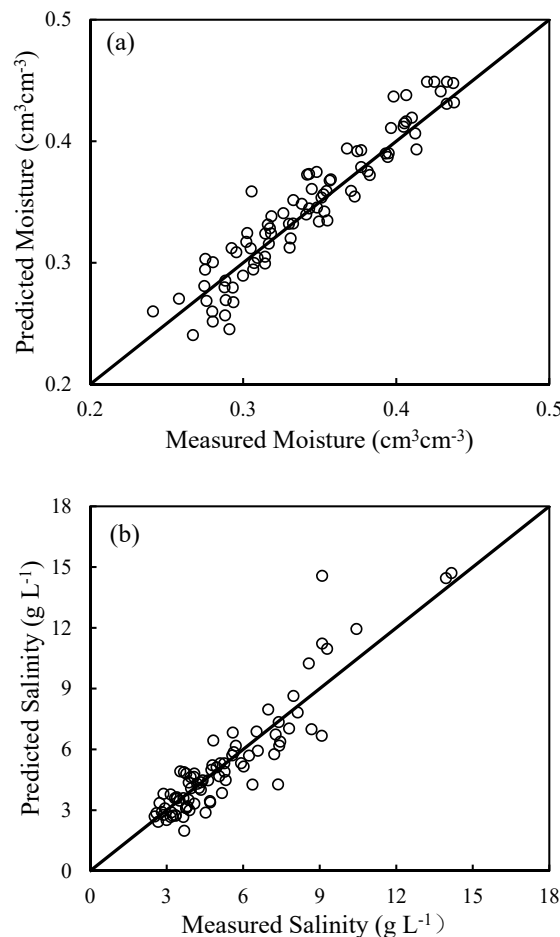 (a)
0.5
0.4
0.3
0.2
Predicted Moisture (cm³cm⁻³)
0.2 0.3 0.4 0.5
Measured Moisture (cm³cm⁻³)
(b)
18
15
12
9
6
3
0
Predicted Salinity (g L⁻¹)
0 3 6 9 12 15 18
Measured Salinity (g L⁻¹）